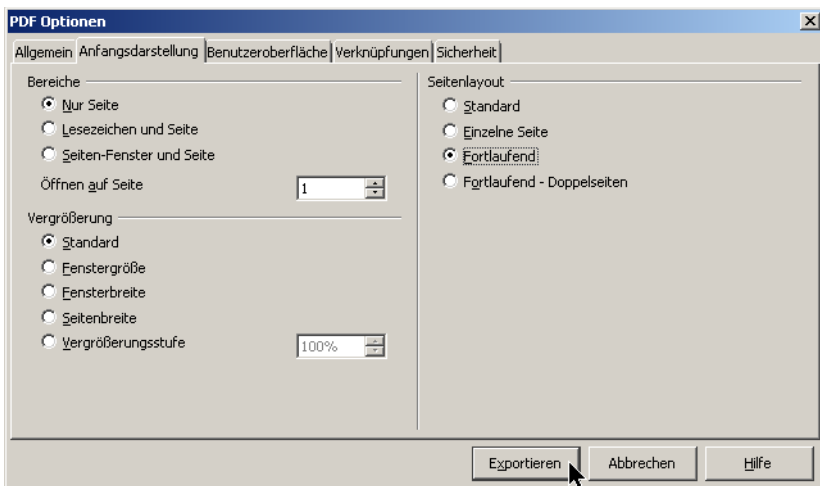 PDF Optionen
Allgemein Anfangsdarstellung Benutzeroberfläche Verknüpfungen Sicherheit
Bereiche
Nur Seite
Lesezeichen und Seite
Seiten-Fenster und Seite
Öffnen auf Seite 1
Vergrößerung
Standard
Fenstergröße
Fensterbreite
Seitenbreite
Vergrößerungsstufe 100%
Seitenlayout
Standard
Einzelne Seite
Fortlaufend
Fortlaufend - Doppelseiten
Exportieren Abbrechen Hilfe